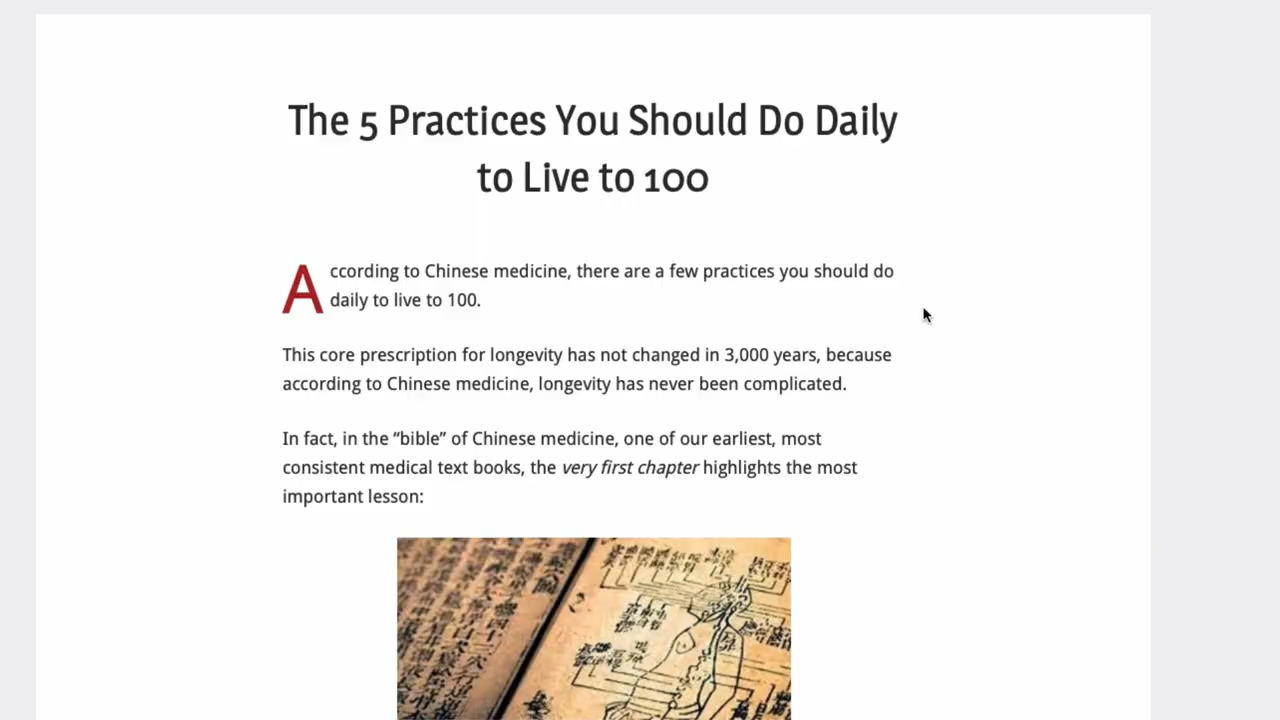 The 5 Practices You Should Do Daily
to Live to 100
According to Chinese medicine, there are a few practices you should do
daily to live to 100.
This core prescription for longevity has not changed in 3,000 years, because
according to Chinese medicine, longevity has never been complicated.
In fact, in the “bible” of Chinese medicine, one of our earliest, most
consistent medical text books, the very first chapter highlights the most
important lesson: